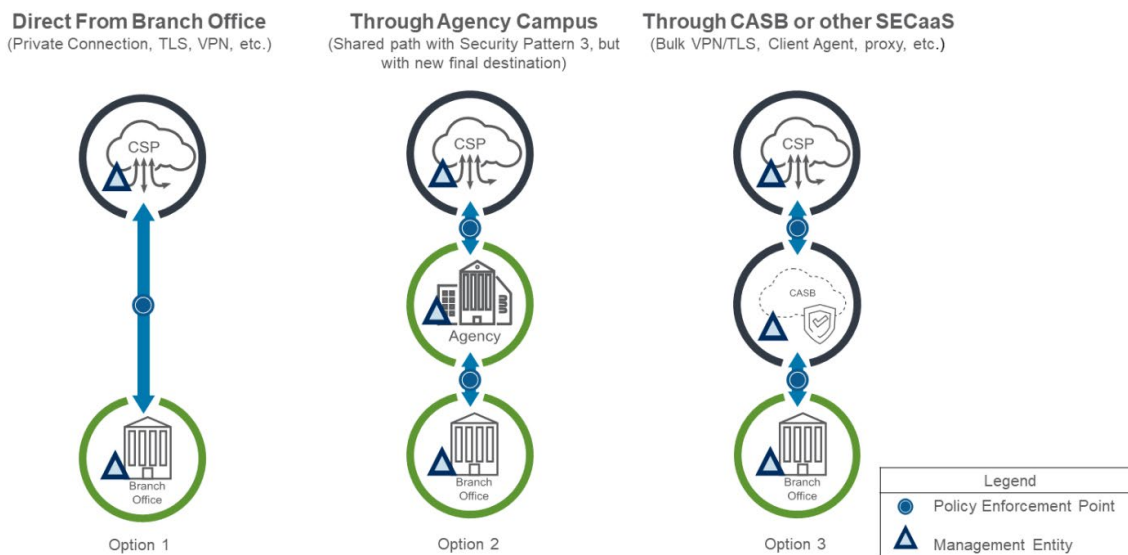 Direct From Branch Office
(Private Connection, TLS, VPN, etc.)
Through Agency Campus
(Shared path with Security Pattern 3, but
with new final destination)
Through CASB or other SECaaS
(Bulk VPN/TLS, Client Agent, proxy, etc.)
CSP
CSP
CSP
Agency
CASB
Branch
Office
Branch
Office
Branch
Office
Option 1
Option 2
Option 3
Legend
Policy Enforcement Point
Management Entity